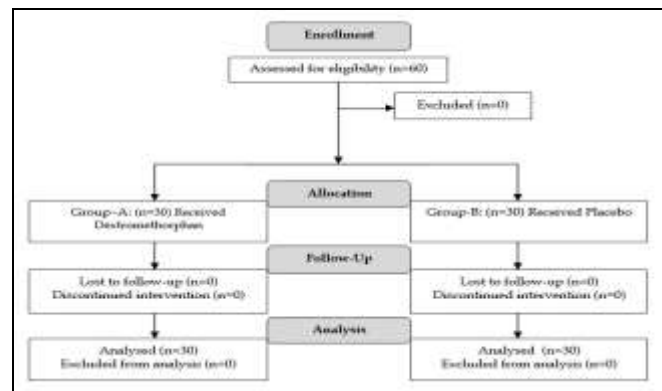 Enrollment
Assessed for eligibility (n=60)
Excluded (n=0)
Allocation
Group-A: (n=30) Received
Dextromethorphan
Group-B: (n=30) Received Placebo
Follow-Up
Lost to follow-up (n=0)
Discontinued intervention (n=0)
Lost to follow-up (n=0)
Discontinued intervention (n=0)
Analysis
Analysed (n=30)
Excluded from analysis (n=0)
Analysed (n=30)
Excluded from analysis (n=0)